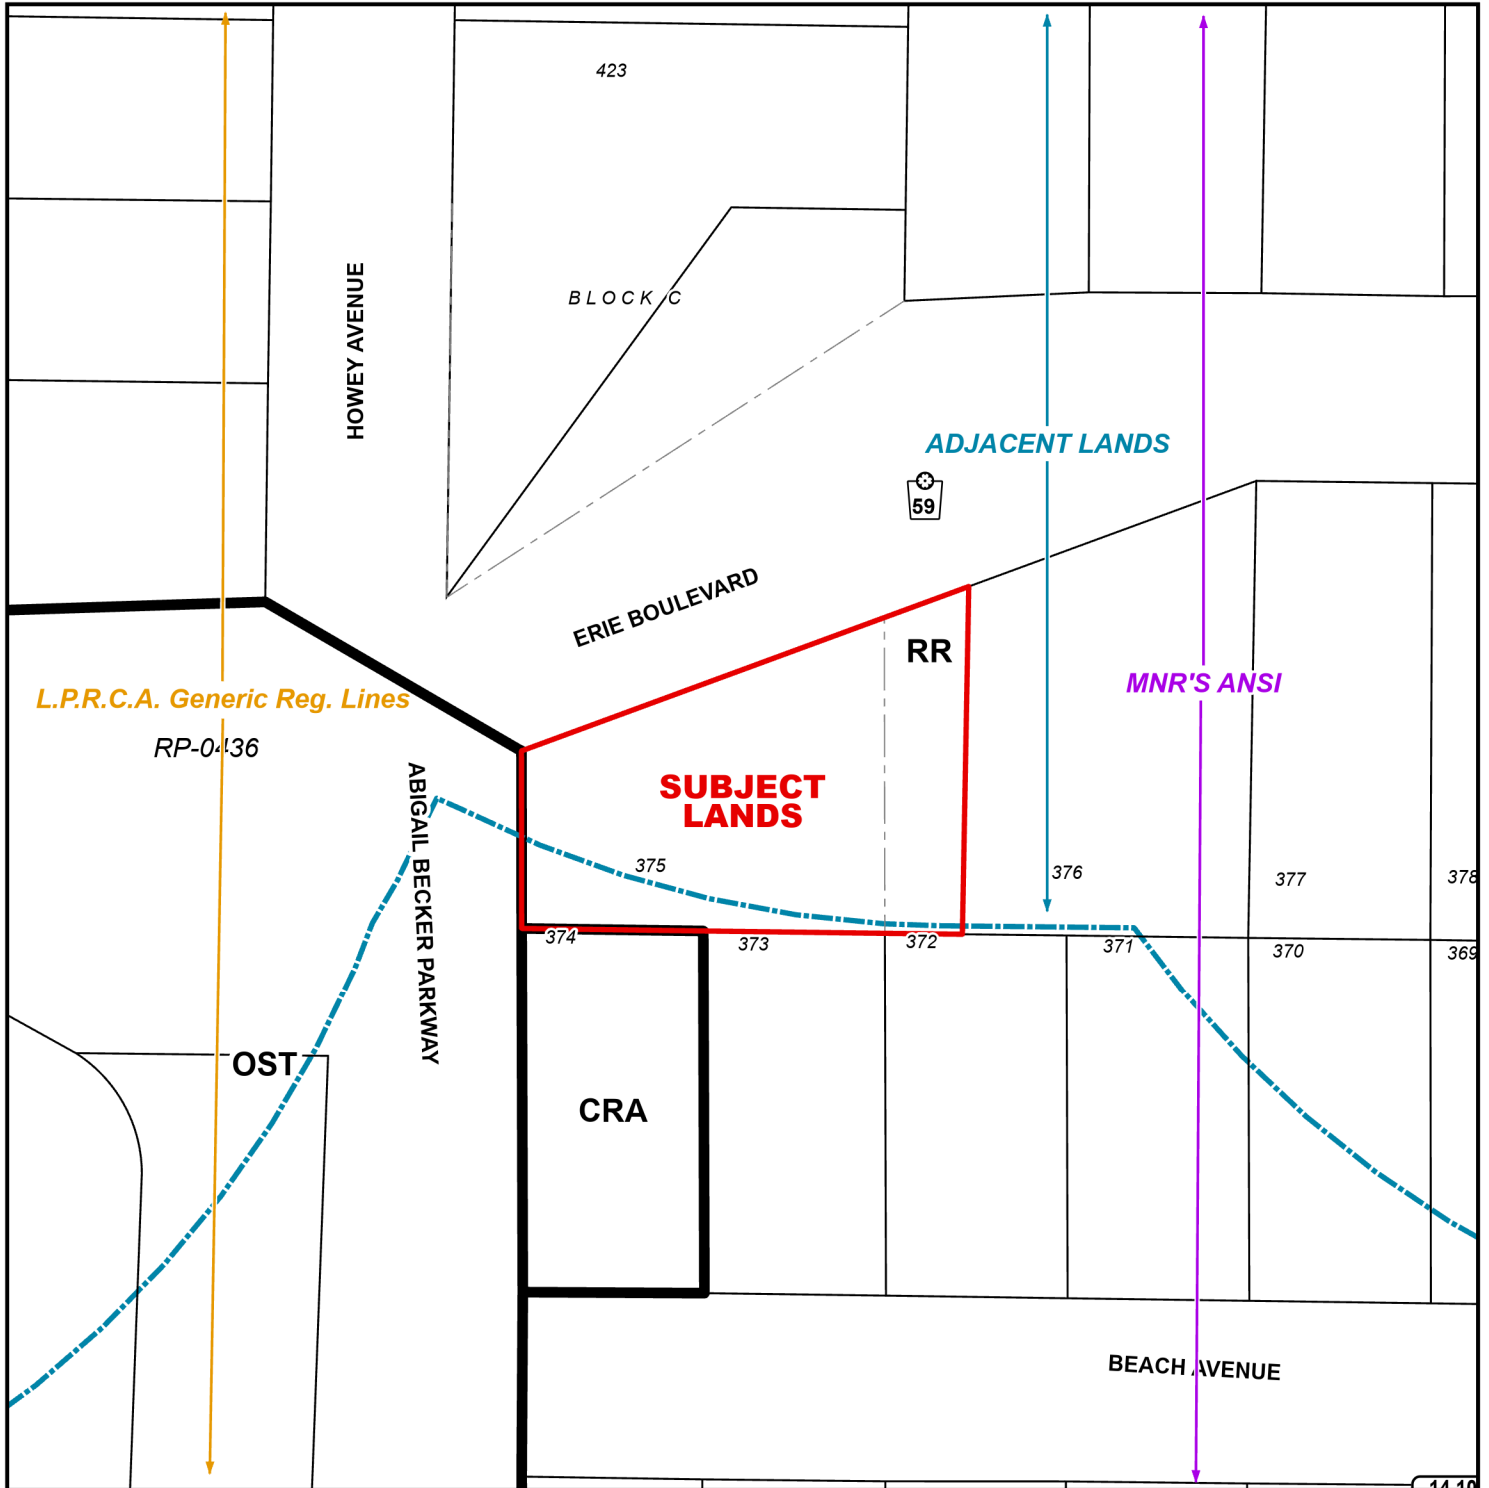 423
BLOCK C
HOWEY AVENUE
ADJACENT LANDS
59
ERIE BOULEVARD
RR
MNR'S ANSI
L.P.R.C.A. Generic Reg. Lines
RP-0436
SUBJECT
LANDS
ABIGAIL BECKER PARKWAY
375
376
377
378
374
373
372
371
370
369
OST
CRA
BEACH AVENUE